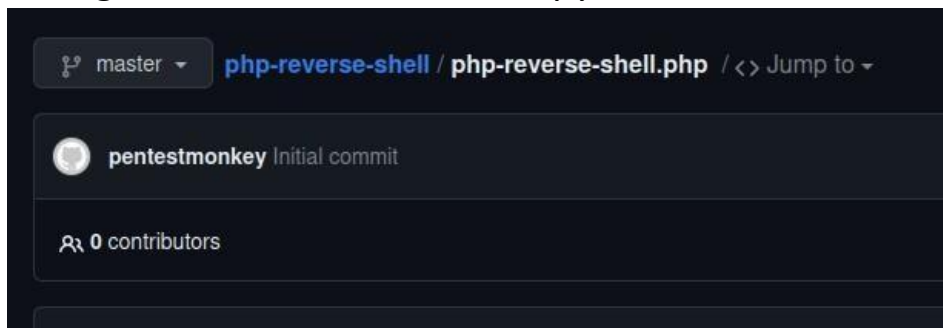 master php-reverse-shell / php-reverse-shell.php / <> Jump to
pentestmonkey Initial commit
0 contributors